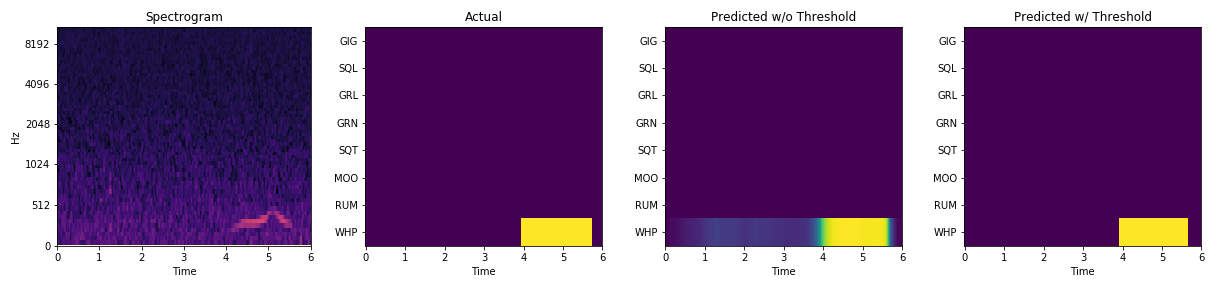 Spectrogram
8192
4096
2048
1024
512
0
Hz
0 1 2 3 4 5 6
Time
Actual
GIG
SQL
GRL
GRN
SQT
MOO
RUM
WHP
0 1 2 3 4 5 6
Time
Predicted w/o Threshold
GIG
SQL
GRL
GRN
SQT
MOO
RUM
WHP
0 1 2 3 4 5 6
Time
Predicted w/ Threshold
GIG
SQL
GRL
GRN
SQT
MOO
RUM
WHP
0 1 2 3 4 5 6
Time